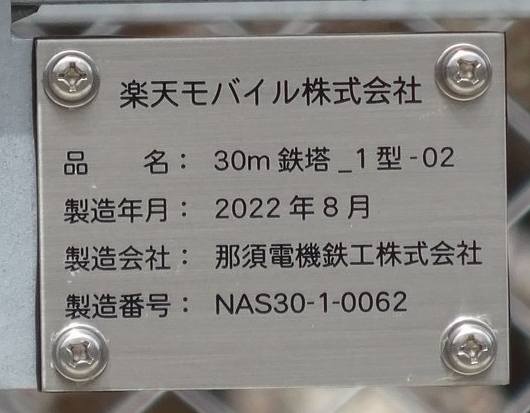 楽天モバイル株式会社
品　　名： 30m 鉄塔 _1 型 -02
製造年月： 2022 年 8 月
製造会社： 那須電機鉄工株式会社
製造番号： NAS30-1-0062